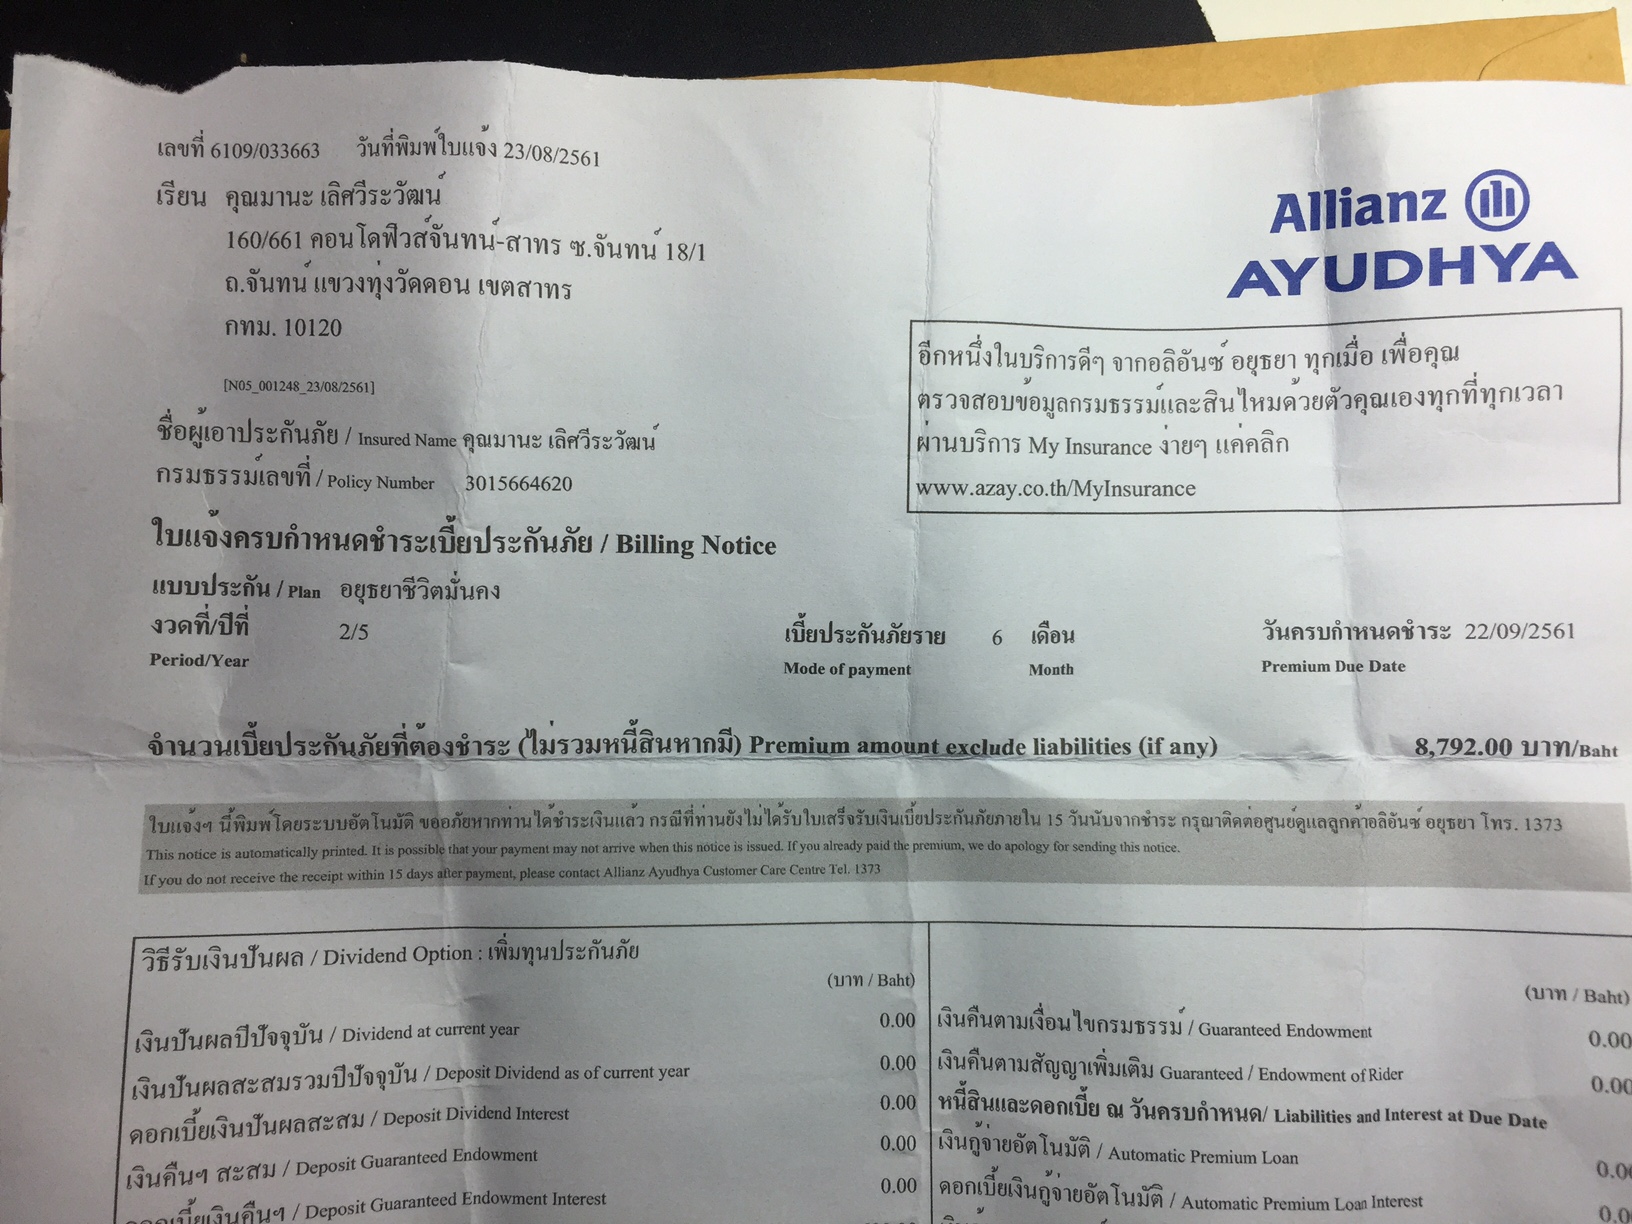 เลขที่ 6109/033663 วันที่พิมพ์ใบแจ้ง 23/08/2561
เรียน คุณมานะ เลิศวีระวัฒน์
160/661 คอนโดฟิวส์จันทน์-สาทร ซ.จันทน์ 18/1
ถ.จันทน์ แขวงทุ่งวัดดอน เขตสาทร
กทม. 10120
[N05_001248_23/08/2561]
Allianz
AYUDHYA
อีกหนึ่งในบริการดีๆ จากอลิอันซ์ อยุธยา ทุกเมื่อ เพื่อคุณ
ตรวจสอบข้อมูลกรมธรรม์และสินไหมด้วยตัวคุณเองทุกที่ทุกเวลา
ผ่านบริการ My Insurance ง่ายๆ แค่คลิก
www.azay.co.th/MyInsurance
ชื่อผู้เอาประกันภัย / Insured Name คุณมานะ เลิศวีระวัฒน์
กรมธรรม์เลขที่ / Policy Number 3015664620
ใบแจ้งครบกำหนดชำระเบี้ยประกันภัย / Billing Notice
แบบประกัน / Plan อยุธยาชีวิตมั่นคง
งวดที่/ปีที่ 2/5 เบี้ยประกันภัยราย 6 เดือน วันครบกำหนดชำระ 22/09/2561
Period/Year Mode of payment Month Premium Due Date
จำนวนเบี้ยประกันภัยที่ต้องชำระ (ไม่รวมหนี้สินหากมี) Premium amount exclude liabilities (if any) 8,792.00 บาท/Baht
ใบแจ้งฯ นี้พิมพ์โดยระบบอัตโนมัติ ขออภัยหากท่านได้ชำระเงินแล้ว กรณีที่ท่านยังไม่ได้รับใบเสร็จรับเงินเบี้ยประกันภัยภายใน 15 วันนับจากชำระ กรุณาติดต่อศูนย์ดูแลลูกค้าอลิอันซ์ อยุธยา โทร. 1373
This notice is automatically printed. It is possible that your payment may not arrive when this notice is issued. If you already paid the premium, we do apology for sending this notice.
If you do not receive the receipt within 15 days after payment, please contact Allianz Ayudhya Customer Care Centre Tel. 1373
วิธีรับเงินปันผล / Dividend Option : เพิ่มทุนประกันภัย
(บาท / Baht)
เงินปันผลปีปัจจุบัน / Dividend at current year 0.00
เงินปันผลสะสมรวมปีปัจจุบัน / Deposit Dividend as of current year 0.00
ดอกเบี้ยเงินปันผลสะสม / Deposit Dividend Interest 0.00
เงินคืนฯ สะสม / Deposit Guaranteed Endowment 0.00
ดอกเบี้ยเงินคืนฯ / Deposit Guaranteed Endowment Interest 0.00
(บาท / Baht)
เงินคืนตามเงื่อนไขกรมธรรม์ / Guaranteed Endowment 0.00
เงินคืนตามสัญญาเพิ่มเติม Guaranteed / Endowment of Rider 0.00
หนี้สินและดอกเบี้ย ณ วันครบกำหนด/ Liabilities and Interest at Due Date
เงินกู้จ่ายอัตโนมัติ / Automatic Premium Loan 0.0
ดอกเบี้ยเงินกู้จ่ายอัตโนมัติ / Automatic Premium Loan Interest 0.0